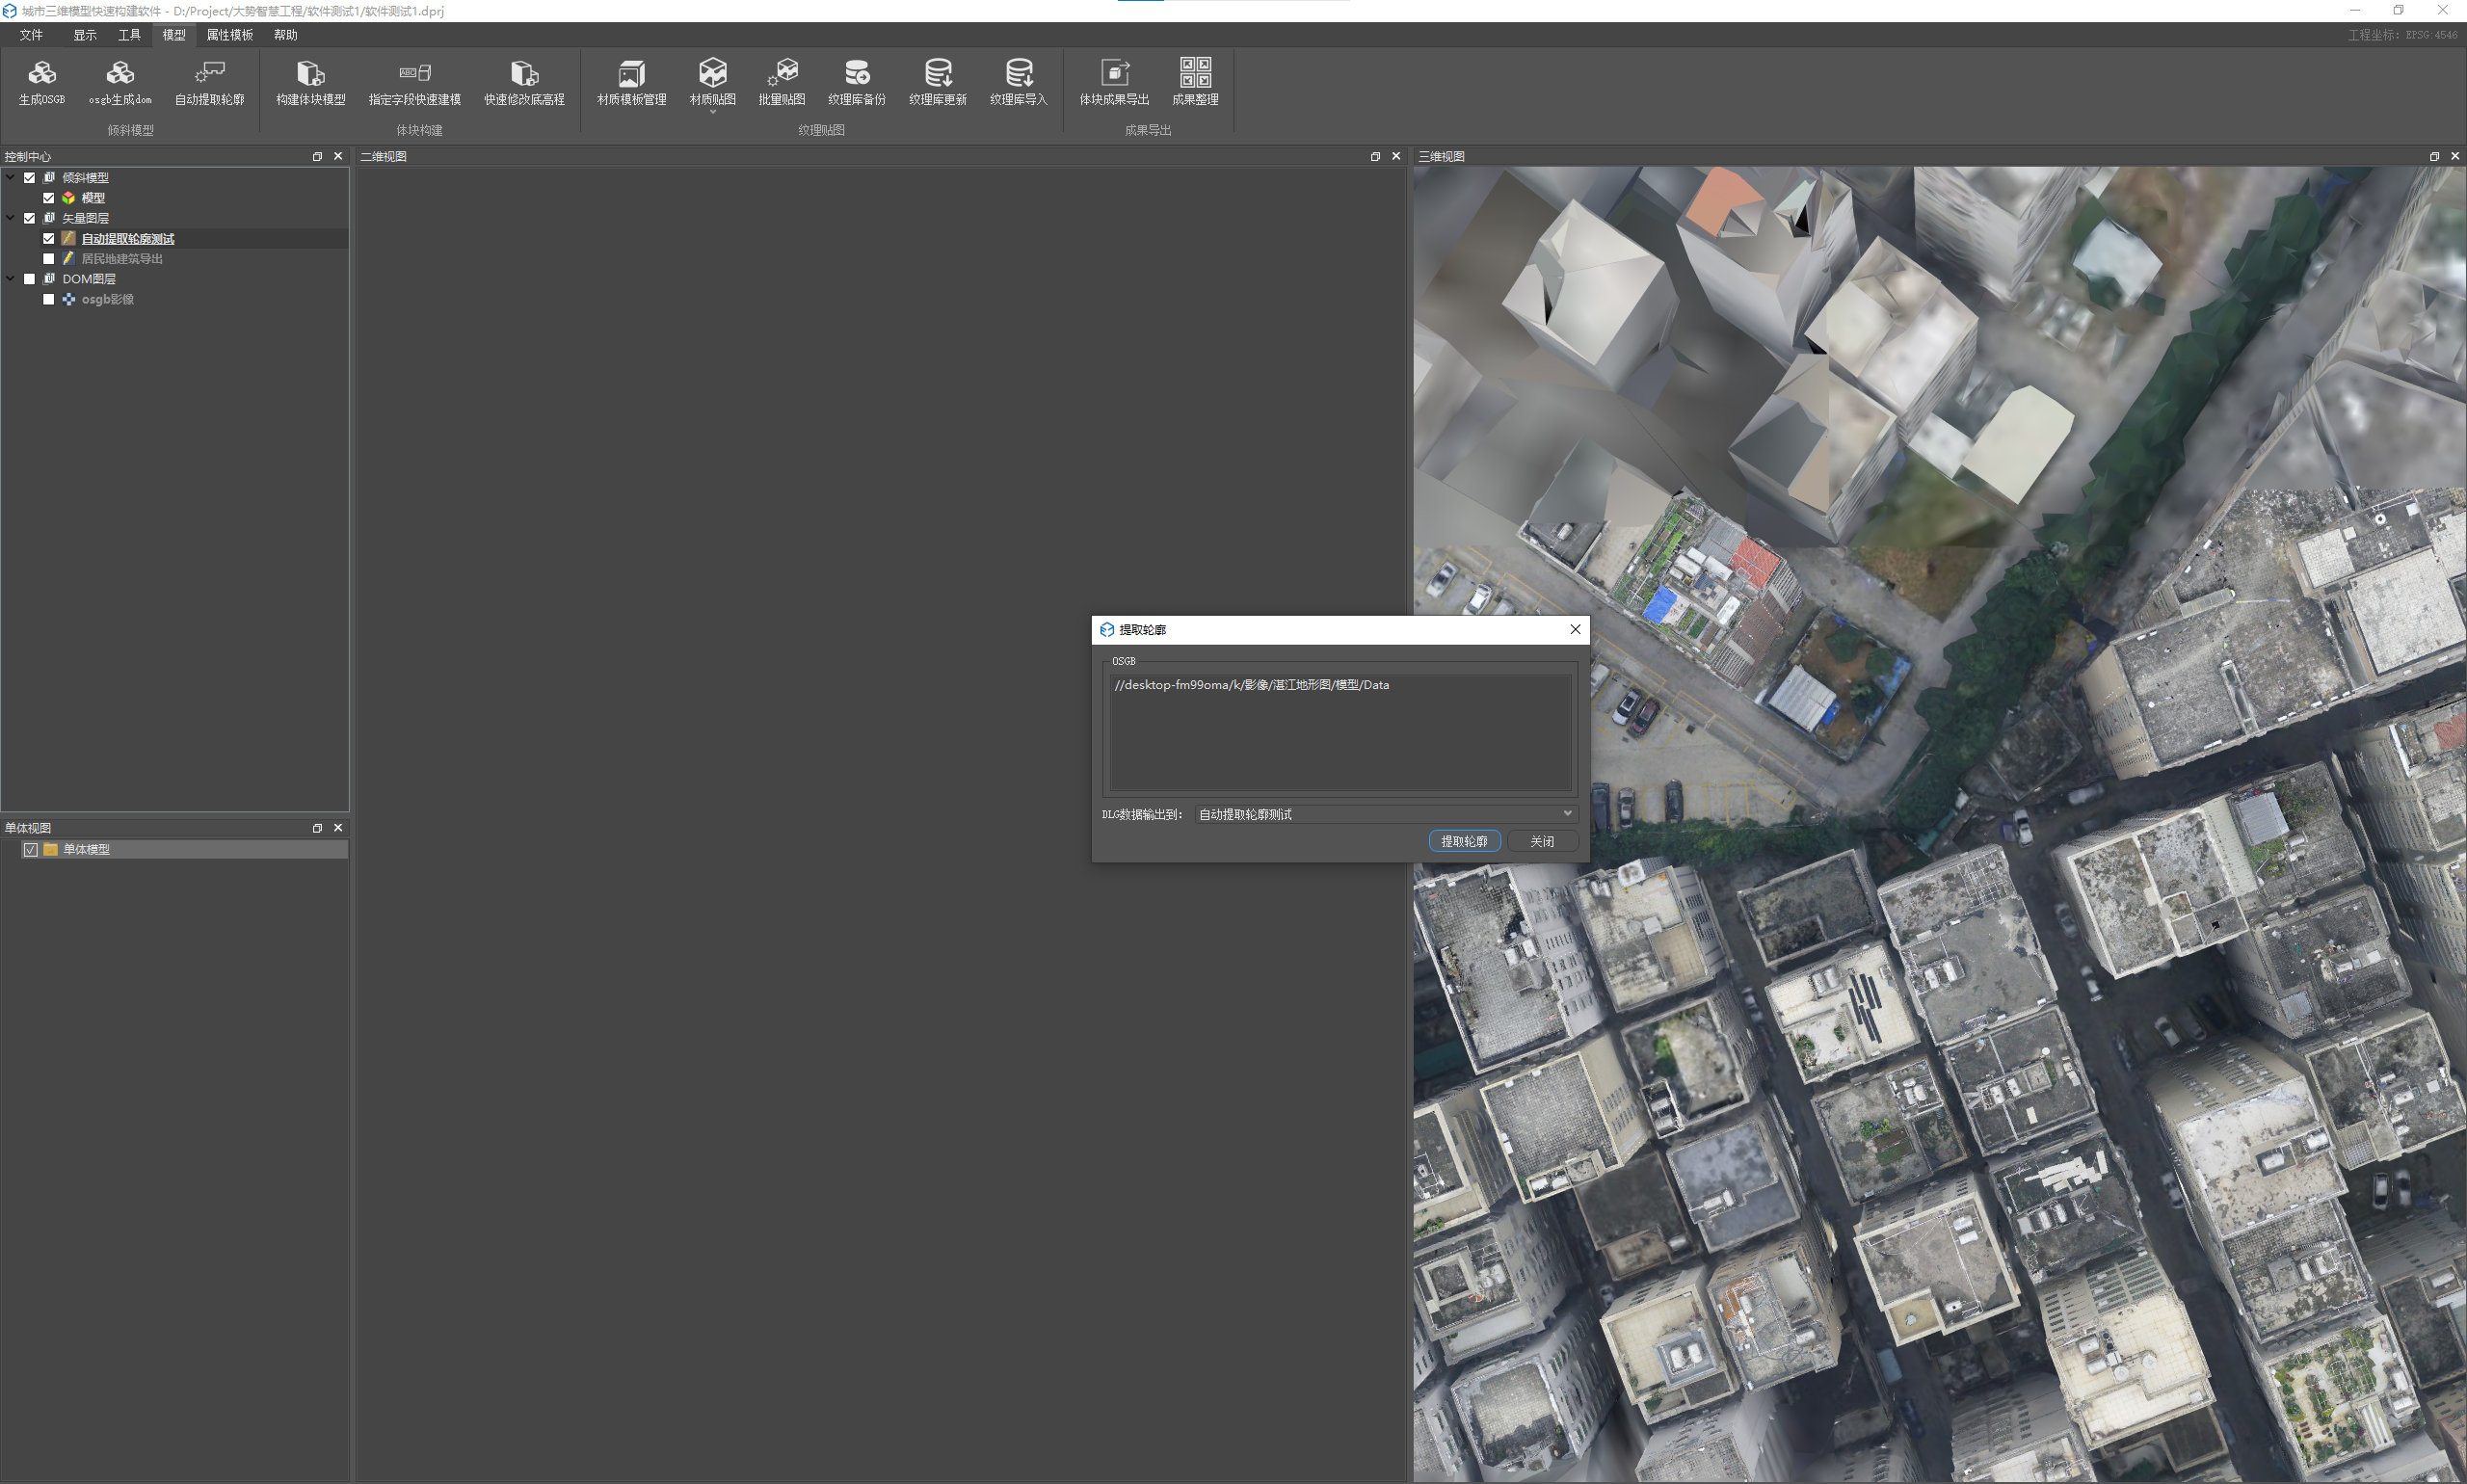 城市三维模型快速构建软件 - D:/Project/大势智慧工程/软件测试1/软件测试1.dprj
文件 显示 工具 模型 属性模板 帮助
工程坐标: EPSG:4546
生成OSGB osgb生成dom 自动提取轮廓 构建体块模型 指定字段快速建模 快速修改底高程 材质模板管理 材质贴图 批量贴图 纹理库备份 纹理库更新 纹理库导入 体块成果导出 成果整理
倾斜模型 体块构建 纹理贴图 成果导出
控制中心
倾斜模型
模型
矢量图层
自动提取轮廓测试
居民地建筑导出
DOM图层
osgb影像
单体视图
单体模型
二维视图
三维视图
提取轮廓
OSGB
//desktop-fm99oma/k/影像/湛江地形图/模型/Data
DLG数据输出到: 自动提取轮廓测试
提取轮廓 关闭